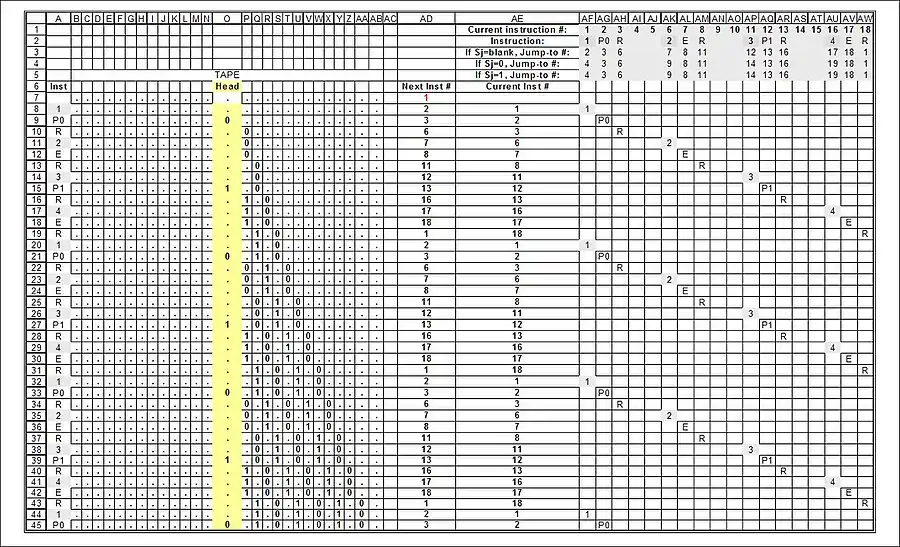 A B C D E F G H I J K L M N O P Q R S T U V W X Y Z AA AB AC AD AE AF AG AH AI AJ AK AL AM AN AO AP AQ AR AS AT AU AV AW
1 Current instruction #: 1 2 3 4 5 6 7 8 9 10 11 12 13 14 15 16 17 18
2 Instruction: 1 P0 R 2 E R 3 P1 R 4 E R
3 If Sj=blank, Jump-to #: 2 3 6 7 8 11 12 13 16 17 18 1
4 If Sj=0, Jump-to #: 4 3 6 9 8 11 14 13 16 19 18 1
5 TAPE If Sj=1, Jump-to #: 4 3 6 9 8 11 14 13 16 19 18 1
6 Inst Head Next Inst # Current Inst #
7 . . . . . . . . . . . . . . . . . . . . . . . . . . . 1
8 1 . . . . . . . . . . . . . . . . . . . . . . . . . . . 2 1 1
9 P0 . . . . . . . . . . . . . 0 . . . . . . . . . . . . . 3 2 P0
10 R . . . . . . . . . . . . . . 0 . . . . . . . . . . . . 6 3 R
11 2 . . . . . . . . . . . . . . 0 . . . . . . . . . . . . 7 6 2
12 E . . . . . . . . . . . . . . 0 . . . . . . . . . . . . 8 7 E
13 R . . . . . . . . . . . . . . . 0 . . . . . . . . . . . 11 8 R
14 3 . . . . . . . . . . . . . . . 0 . . . . . . . . . . . 12 11 3
15 P1 . . . . . . . . . . . . . 1 . 0 . . . . . . . . . . . 13 12 P1
16 R . . . . . . . . . . . . . . 1 . 0 . . . . . . . . . . 16 13 R
17 4 . . . . . . . . . . . . . . 1 . 0 . . . . . . . . . . 17 16 4
18 E . . . . . . . . . . . . . . 1 . 0 . . . . . . . . . . 18 17 E
19 R . . . . . . . . . . . . . . . 1 . 0 . . . . . . . . . 1 18 R
20 1 . . . . . . . . . . . . . . . 1 . 0 . . . . . . . . . 2 1 1
21 P0 . . . . . . . . . . . . . 0 . 1 . 0 . . . . . . . . . 3 2 P0
22 R . . . . . . . . . . . . . . 0 . 1 . 0 . . . . . . . . 6 3 R
23 2 . . . . . . . . . . . . . . 0 . 1 . 0 . . . . . . . . 7 6 2
24 E . . . . . . . . . . . . . . 0 . 1 . 0 . . . . . . . . 8 7 E
25 R . . . . . . . . . . . . . . . 0 . 1 . 0 . . . . . . . 11 8 R
26 3 . . . . . . . . . . . . . . . 0 . 1 . 0 . . . . . . . 12 11 3
27 P1 . . . . . . . . . . . . . 1 . 0 . 1 . 0 . . . . . . . 13 12 P1
28 R . . . . . . . . . . . . . . 1 . 0 . 1 . 0 . . . . . . 16 13 R
29 4 . . . . . . . . . . . . . . 1 . 0 . 1 . 0 . . . . . . 17 16 4
30 E . . . . . . . . . . . . . . 1 . 0 . 1 . 0 . . . . . . 18 17 E
31 R . . . . . . . . . . . . . . . 1 . 0 . 1 . 0 . . . . . 1 18 R
32 1 . . . . . . . . . . . . . . . 1 . 0 . 1 . 0 . . . . . 2 1 1
33 P0 . . . . . . . . . . . . . 0 . 1 . 0 . 1 . 0 . . . . . 3 2 P0
34 R . . . . . . . . . . . . . . 0 . 1 . 0 . 1 . 0 . . . . 6 3 R
35 2 . . . . . . . . . . . . . . 0 . 1 . 0 . 1 . 0 . . . . 7 6 2
36 E . . . . . . . . . . . . . . 0 . 1 . 0 . 1 . 0 . . . . 8 7 E
37 R . . . . . . . . . . . . . . . 0 . 1 . 0 . 1 . 0 . . . 11 8 R
38 3 . . . . . . . . . . . . . . . 0 . 1 . 0 . 1 . 0 . . . 12 11 3
39 P1 . . . . . . . . . . . . . 1 . 0 . 1 . 0 . 1 . 0 . . . 13 12 P1
40 R . . . . . . . . . . . . . . 1 . 0 . 1 . 0 . 1 . 0 . . 16 13 R
41 4 . . . . . . . . . . . . . . 1 . 0 . 1 . 0 . 1 . 0 . . 17 16 4
42 E . . . . . . . . . . . . . . 1 . 0 . 1 . 0 . 1 . 0 . . 18 17 E
43 R . . . . . . . . . . . . . . . 1 . 0 . 1 . 0 . 1 . 0 . 1 18 R
44 1 . . . . . . . . . . . . . . . 1 . 0 . 1 . 0 . 1 . 0 . 2 1 1
45 P0 . . . . . . . . . . . . . 0 . 1 . 0 . 1 . 0 . 1 . 0 . 3 2 P0